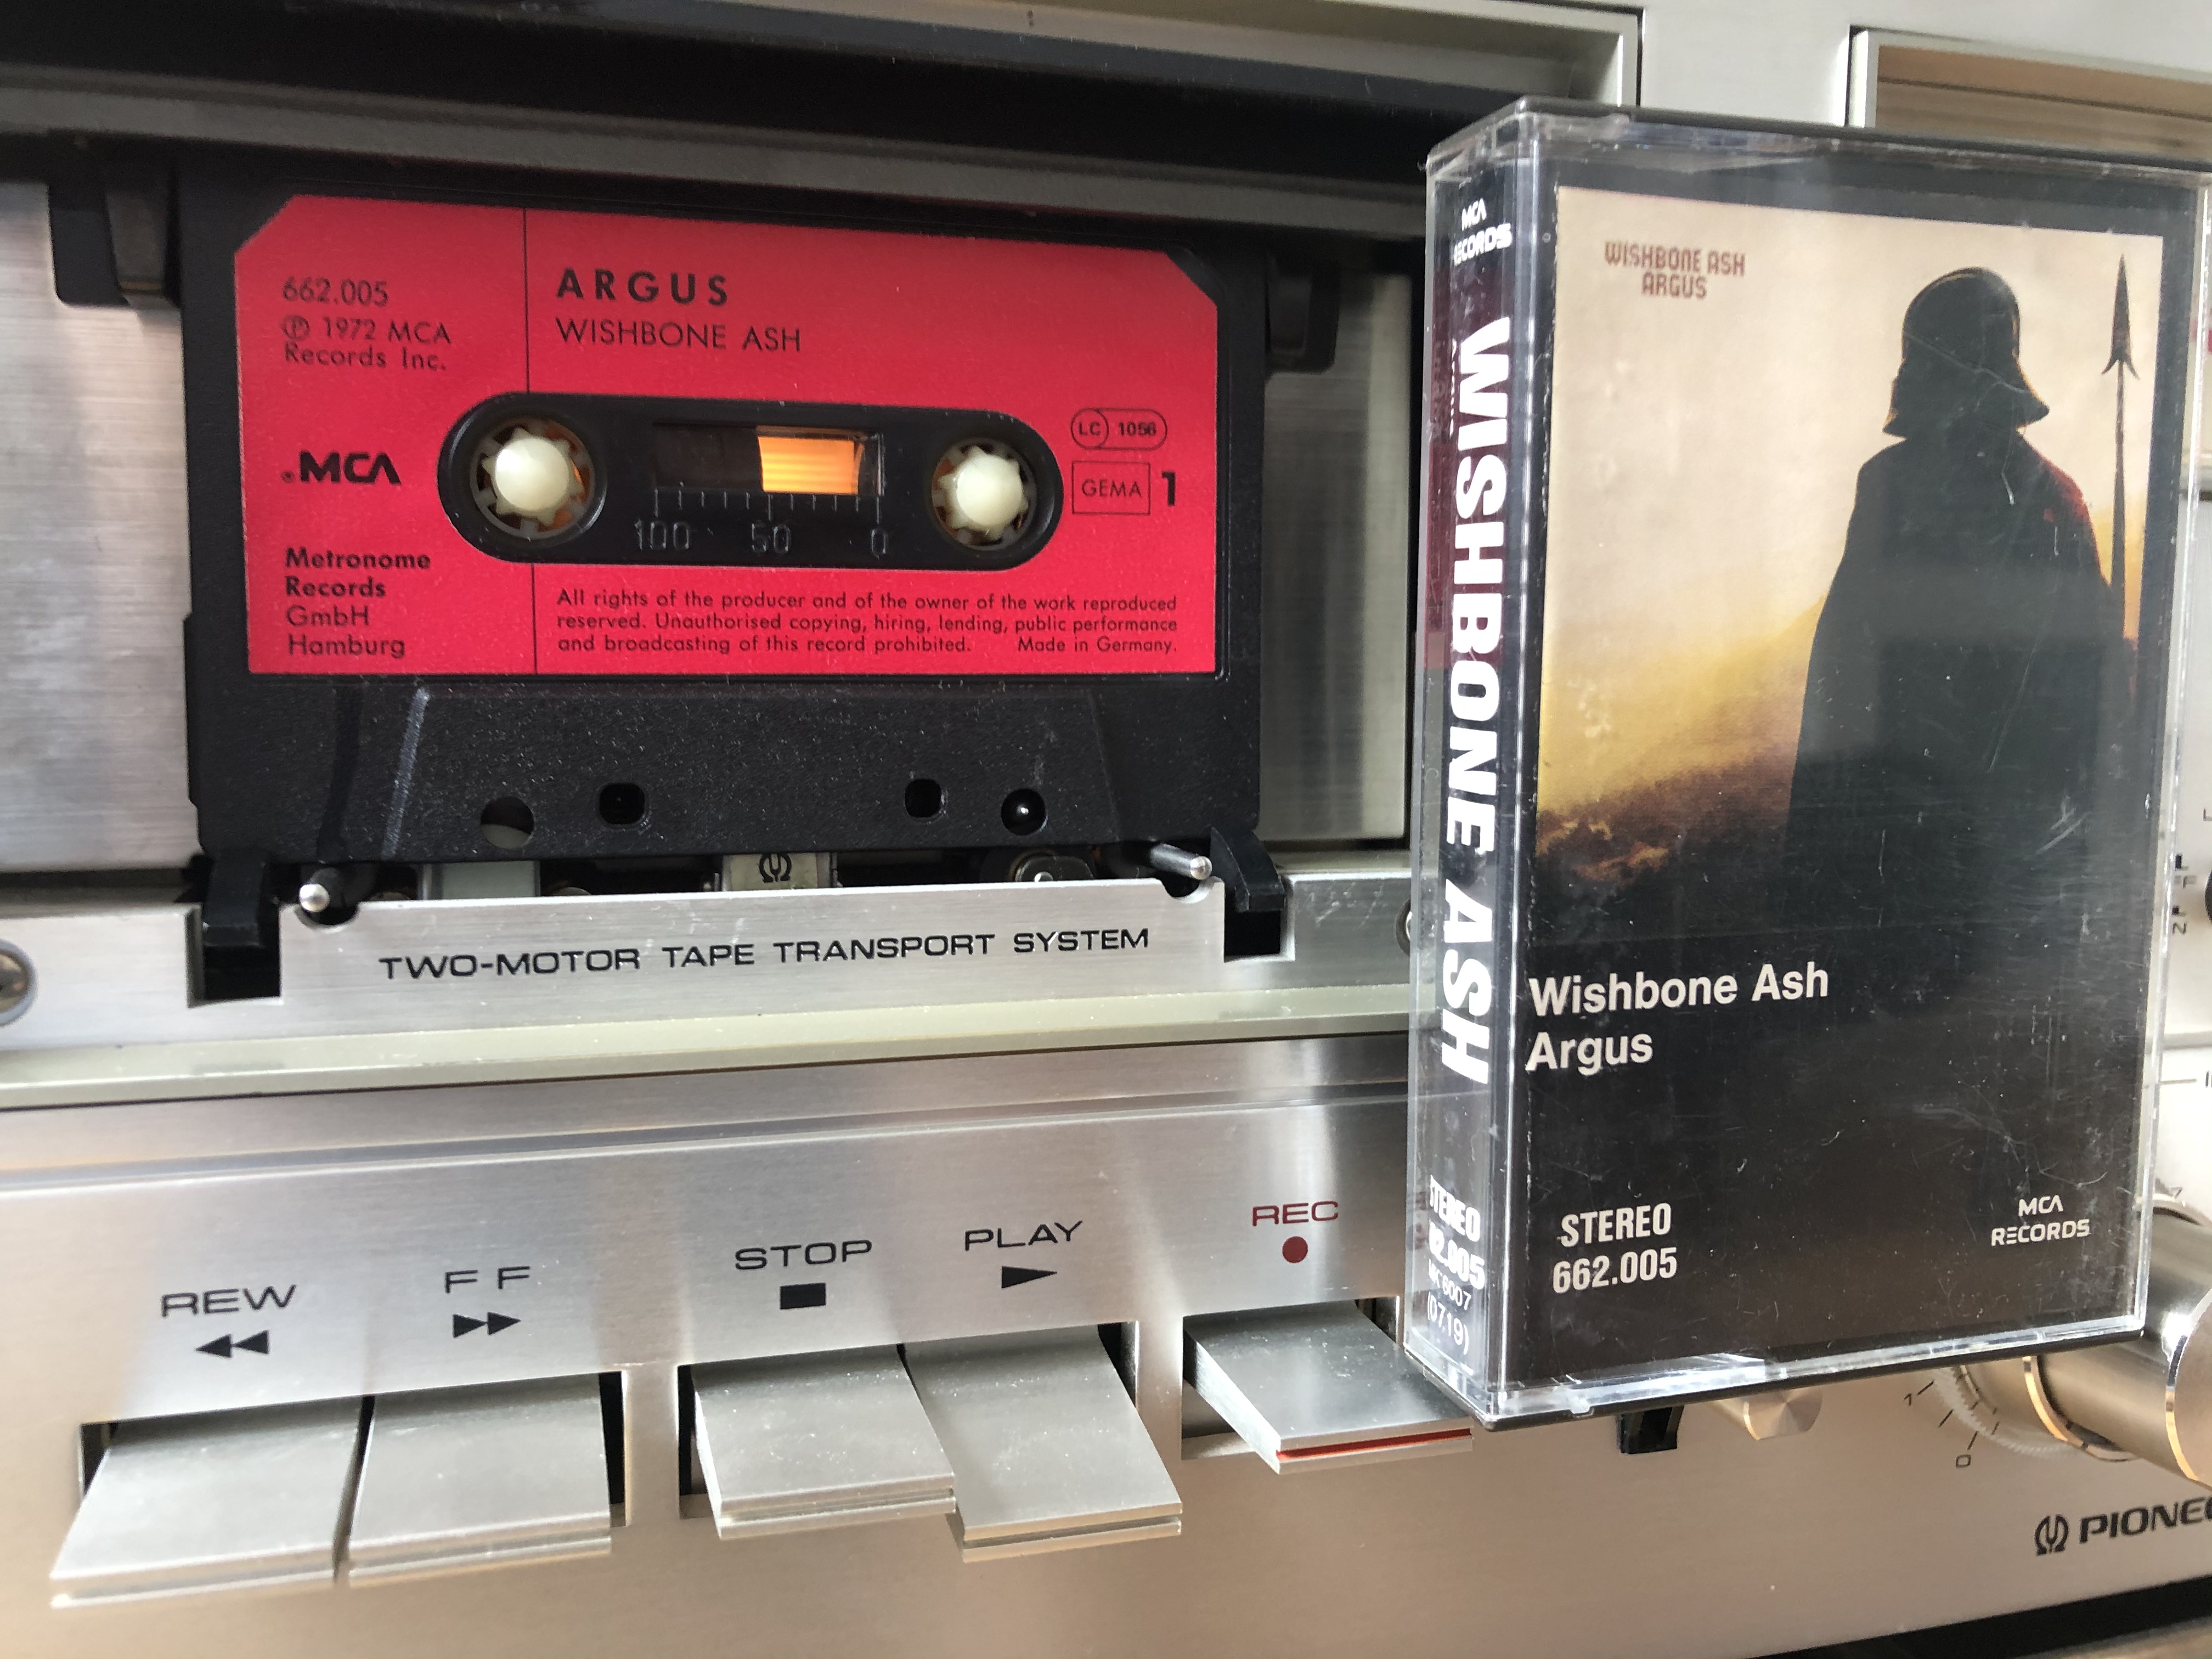 662.005
℗ 1972 MCA
Records Inc.
ARGUS
WISHBONE ASH
MCA
LC 1056
GEMA 1
100 50 0
Metronome
Records
GmbH
Hamburg
All rights of the producer and of the owner of the work reproduced
reserved. Unauthorised copying, hiring, lending, public performance
and broadcasting of this record prohibited. Made in Germany.
TWO-MOTOR TAPE TRANSPORT SYSTEM
REW
FF
STOP
PLAY
REC
MCA
RECORDS
WISHBONE ASH
STEREO
(07.19)
WISHBONE ASH
ARGUS
Wishbone Ash
Argus
STEREO
662.005
MCA
RECORDS
1
0